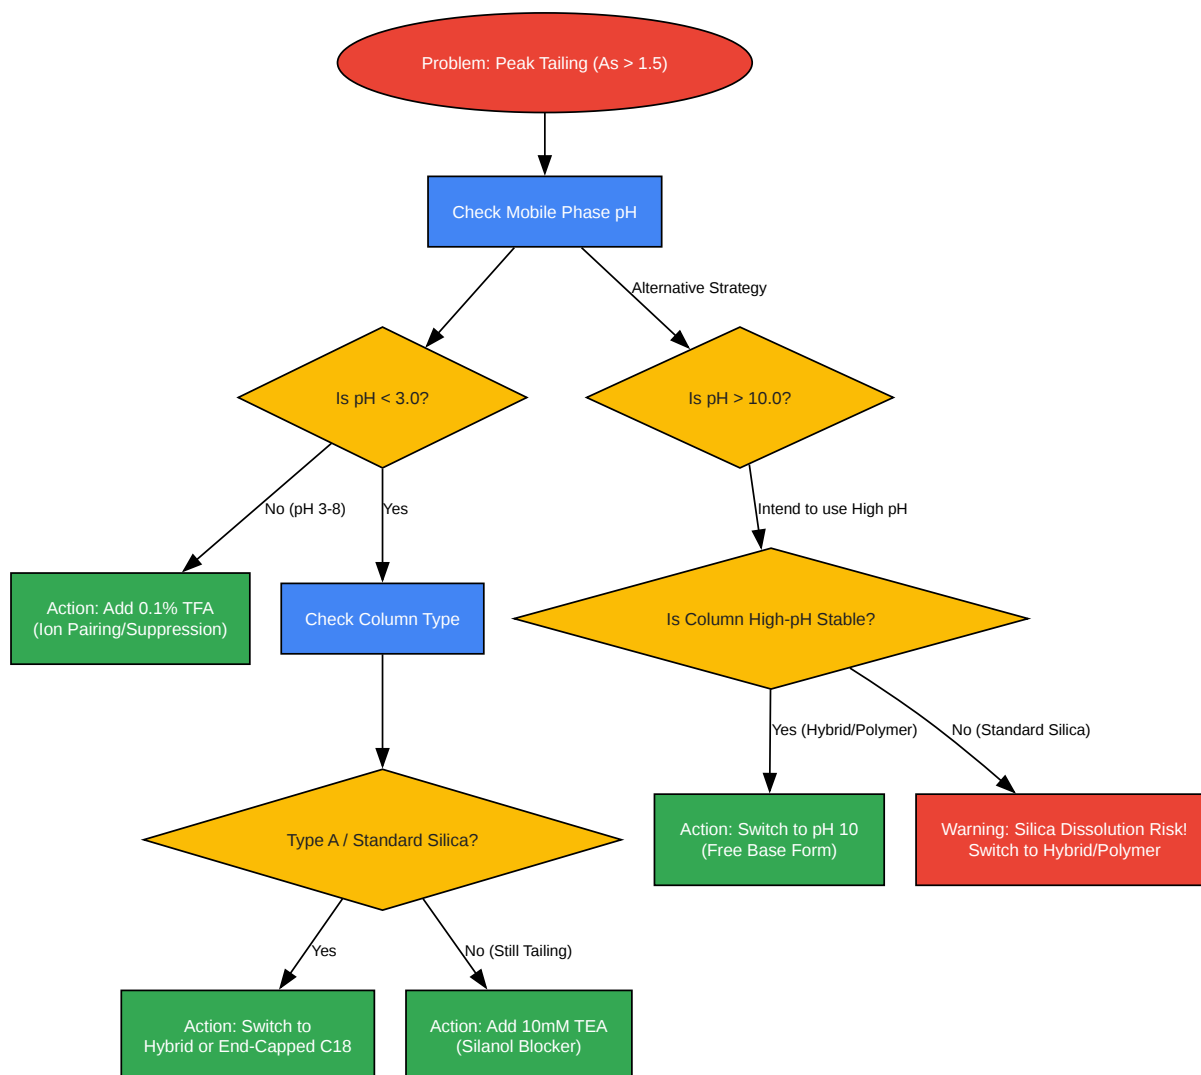 Problem: Peak Tailing (As > 1.5)
Check Mobile Phase pH
Alternative Strategy
Is pH < 3.0?
Is pH > 10.0?
No (pH 3-8)
Yes
Intend to use High pH
Action: Add 0.1% TFA
(Ion Pairing/Suppression)
Check Column Type
Is Column High-pH Stable?
Yes (Hybrid/Polymer)
No (Standard Silica)
Type A / Standard Silica?
Action: Switch to pH 10
(Free Base Form)
Warning: Silica Dissolution Risk!
Switch to Hybrid/Polymer
Yes
No (Still Tailing)
Action: Switch to
Hybrid or End-Capped C18
Action: Add 10mM TEA
(Silanol Blocker)